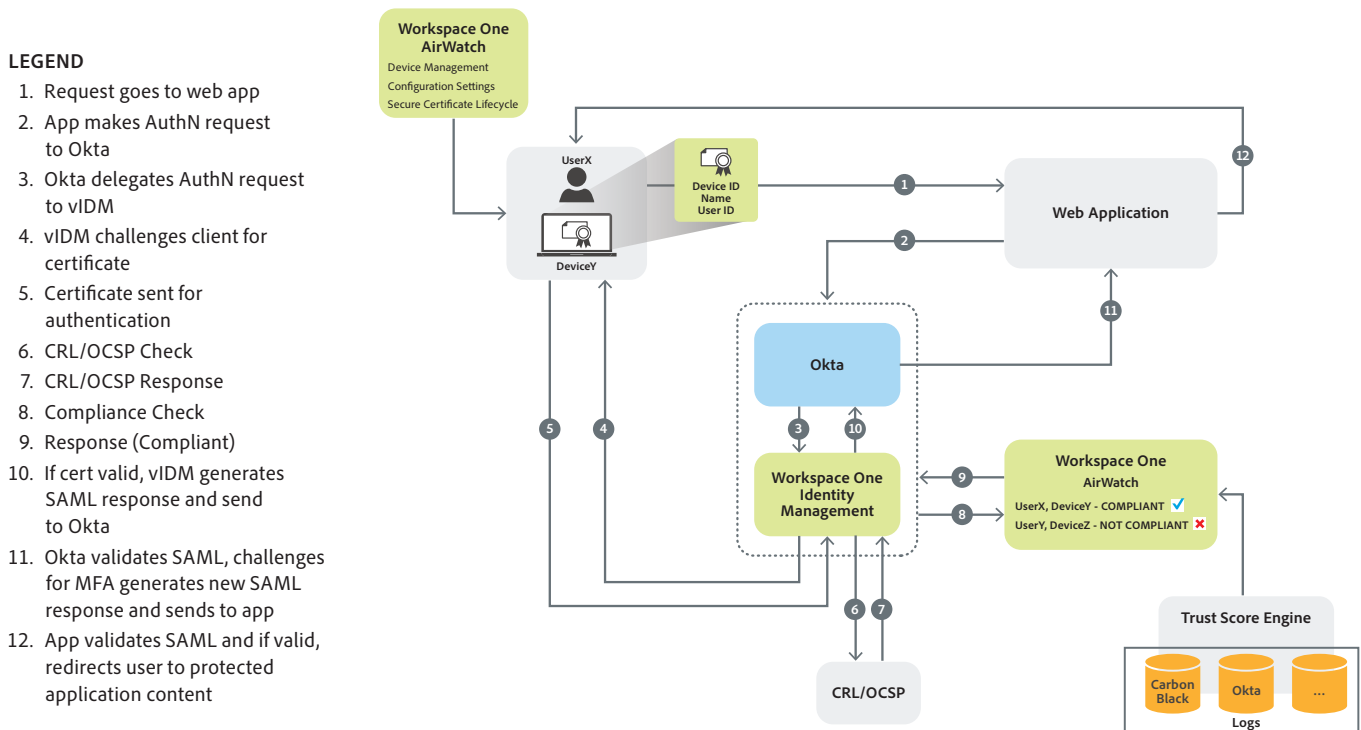 LEGEND
1. Request goes to web app
2. App makes AuthN request
to Okta
3. Okta delegates AuthN request
to vIDM
4. vIDM challenges client for
certificate
5. Certificate sent for
authentication
6. CRL/OCSP Check
7. CRL/OCSP Response
8. Compliance Check
9. Response (Compliant)
10. If cert valid, vIDM generates
SAML response and send
to Okta
11. Okta validates SAML, challenges
for MFA generates new SAML
response and sends to app
12. App validates SAML and if valid,
redirects user to protected
application content
Workspace One
AirWatch
Device Management
Configuration Settings
Secure Certificate Lifecycle
UserX
DeviceY
Device ID
Name
User ID
1
Web Application
12
2
11
Okta
3
10
5
4
Workspace One
Identity
Management
9
8
Workspace One
AirWatch
UserX, DeviceY - COMPLIANT
UserY, DeviceZ - NOT COMPLIANT
6
7
CRL/OCSP
Trust Score Engine
Carbon
Black
Okta
...
Logs